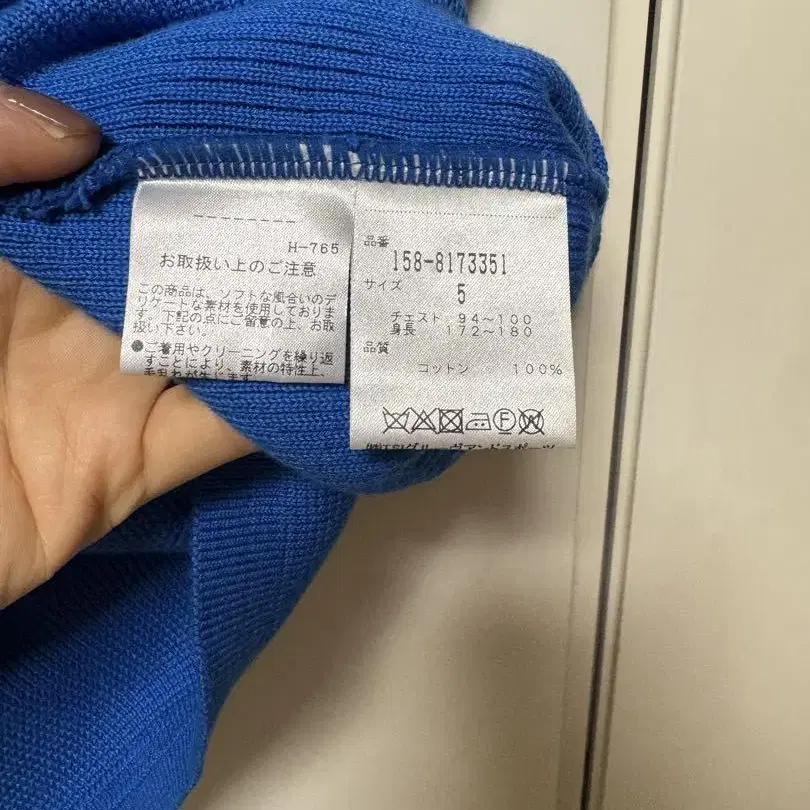 --------
H-765
お取扱い上のご注意
この商品は、ソフトな風合いのデ
リケートな素材を使用しておりま
す。下記の点にご留意の上、お取
扱い下さい。
●ご着用やクリーニングを繰り返
すことにより、素材の特性上、
品番
158-8173351
サイズ
5
チェスト 94~100
身長 172~180
品質
コットン 100%
F W